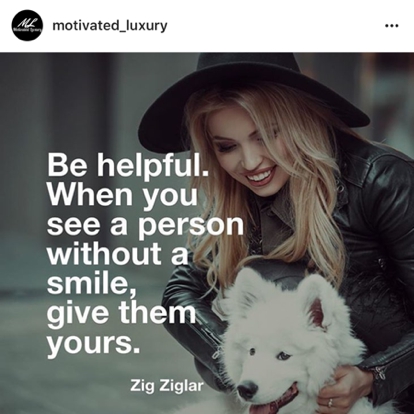 motivated_luxury
Be helpful.
When you
see a person
without a
smile,
give them
yours.
Zig Ziglar